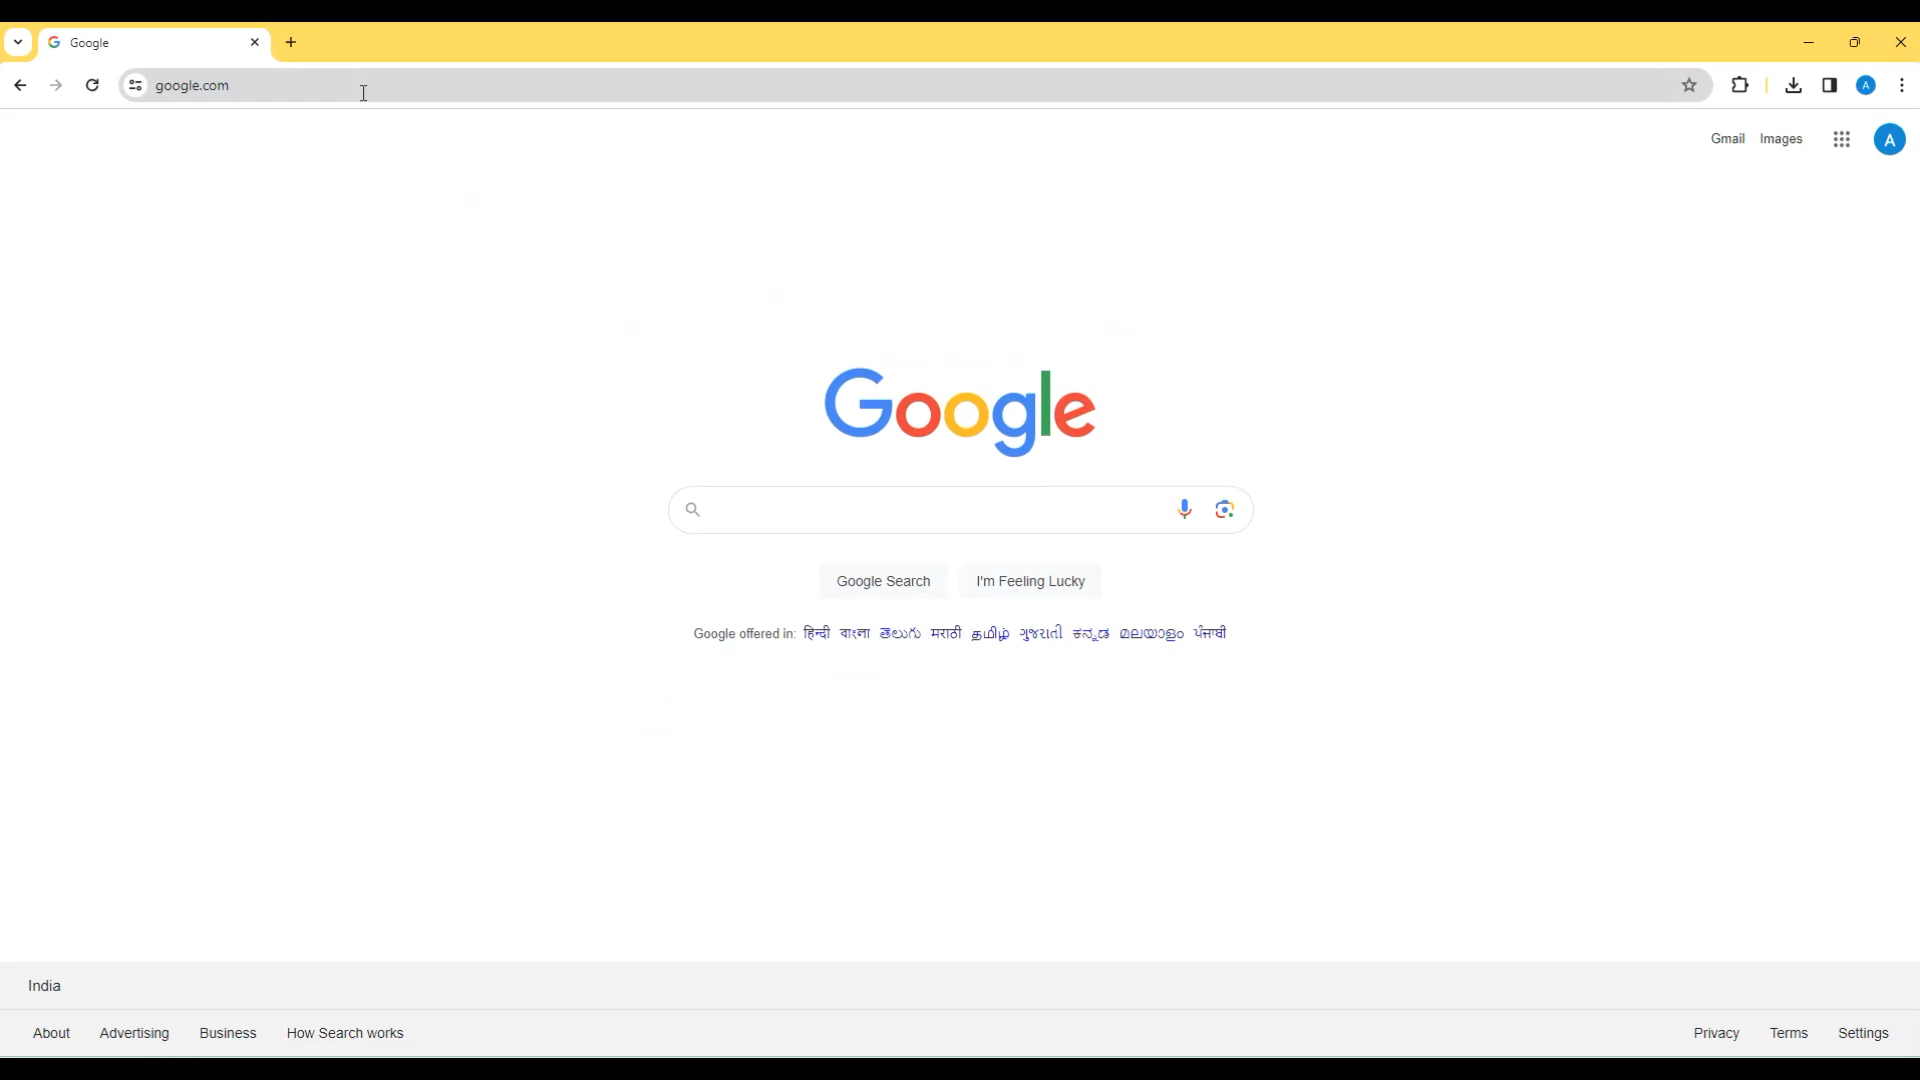 Google
google.com
Gmail Images
A
A
Google
Google Search I'm Feeling Lucky
Google offered in: हिन्दी বাংলা తెలుగు मराठी தமிழ் ગુજરાતી ಕನ್ನಡ മലയാളം ਪੰਜਾਬੀ
India
About Advertising Business How Search works Privacy Terms Settings